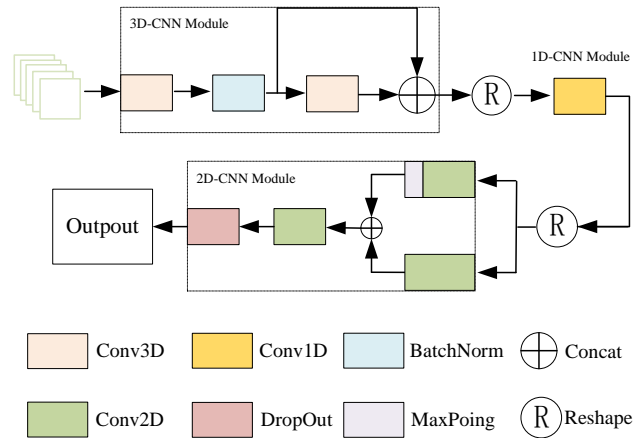 3D-CNN Module
1D-CNN Module
R
2D-CNN Module
Outpout
R
Conv3D
Conv1D
BatchNorm
Concat
Conv2D
DropOut
MaxPoing
R
Reshape